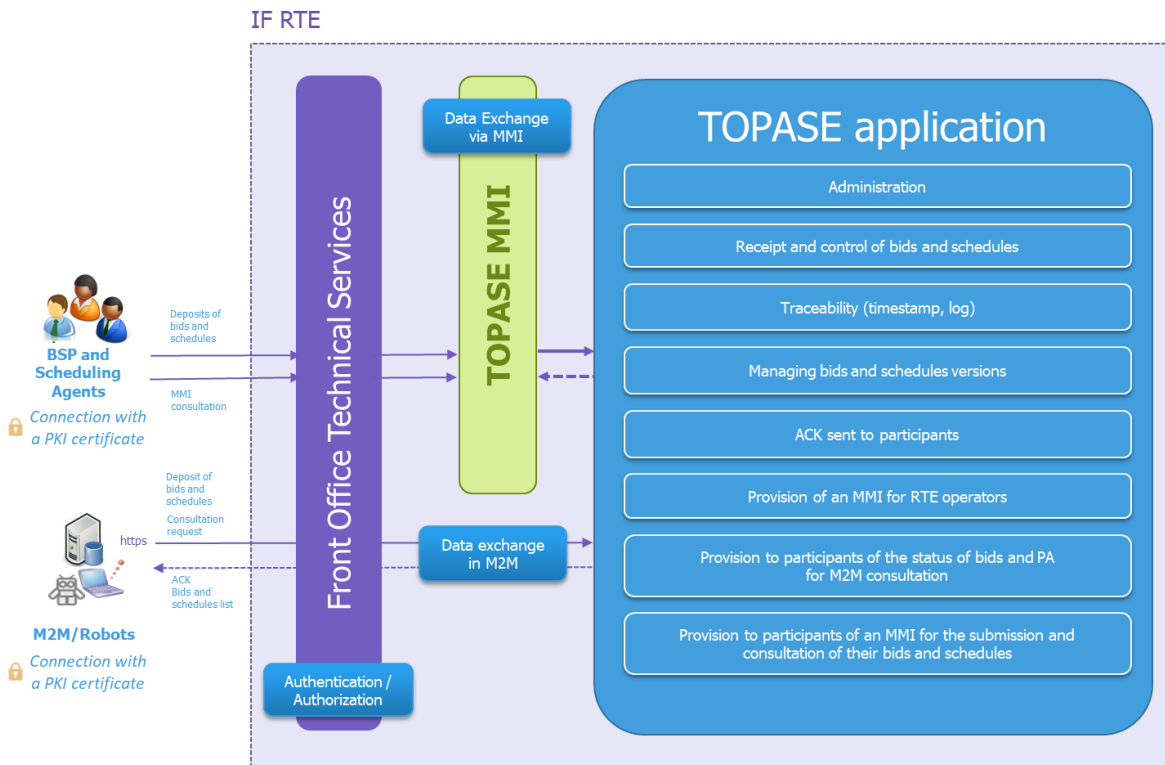 IF RTE
Front Office Technical Services
Authentication /
Authorization
Data Exchange
via MMI
TOPASE MMI
Data exchange
in M2M
BSP and
Scheduling
Agents
Connection with
a PKI certificate
Deposits of
bids and
schedules
MMI
consultation
M2M/Robots
Connection with
a PKI certificate
https
Deposit of
bids and
schedules
Consultation
request
ACK
Bids and
schedules list
TOPASE application
Administration
Receipt and control of bids and schedules
Traceability (timestamp, log)
Managing bids and schedules versions
ACK sent to participants
Provision of an MMI for RTE operators
Provision to participants of the status of bids and PA
for M2M consultation
Provision to participants of an MMI for the submission and
consultation of their bids and schedules